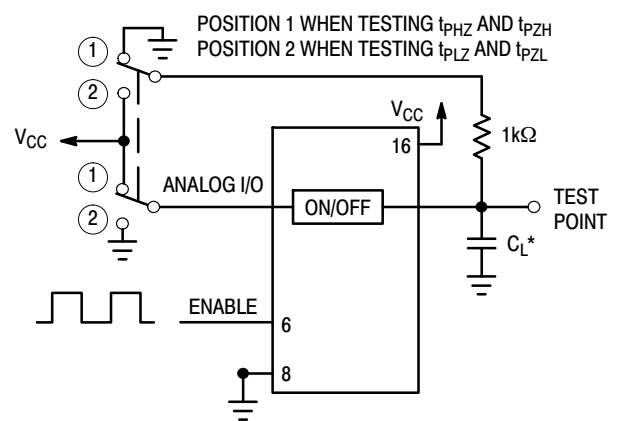 POSITION 1 WHEN TESTING tPHZ AND tPZH
POSITION 2 WHEN TESTING tPLZ AND tPZL
1
2
VCC
VCC
16
1kΩ
1
ANALOG I/O
ON/OFF
TEST
POINT
2
CL*
ENABLE
6
8